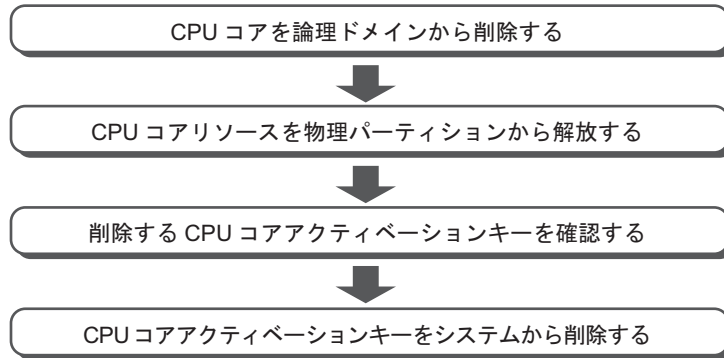 CPU コアを論理ドメインから削除する
CPU コアリソースを物理パーティションから解放する
削除する CPU コアアクティベーションキーを確認する
CPU コアアクティベーションキーをシステムから削除する